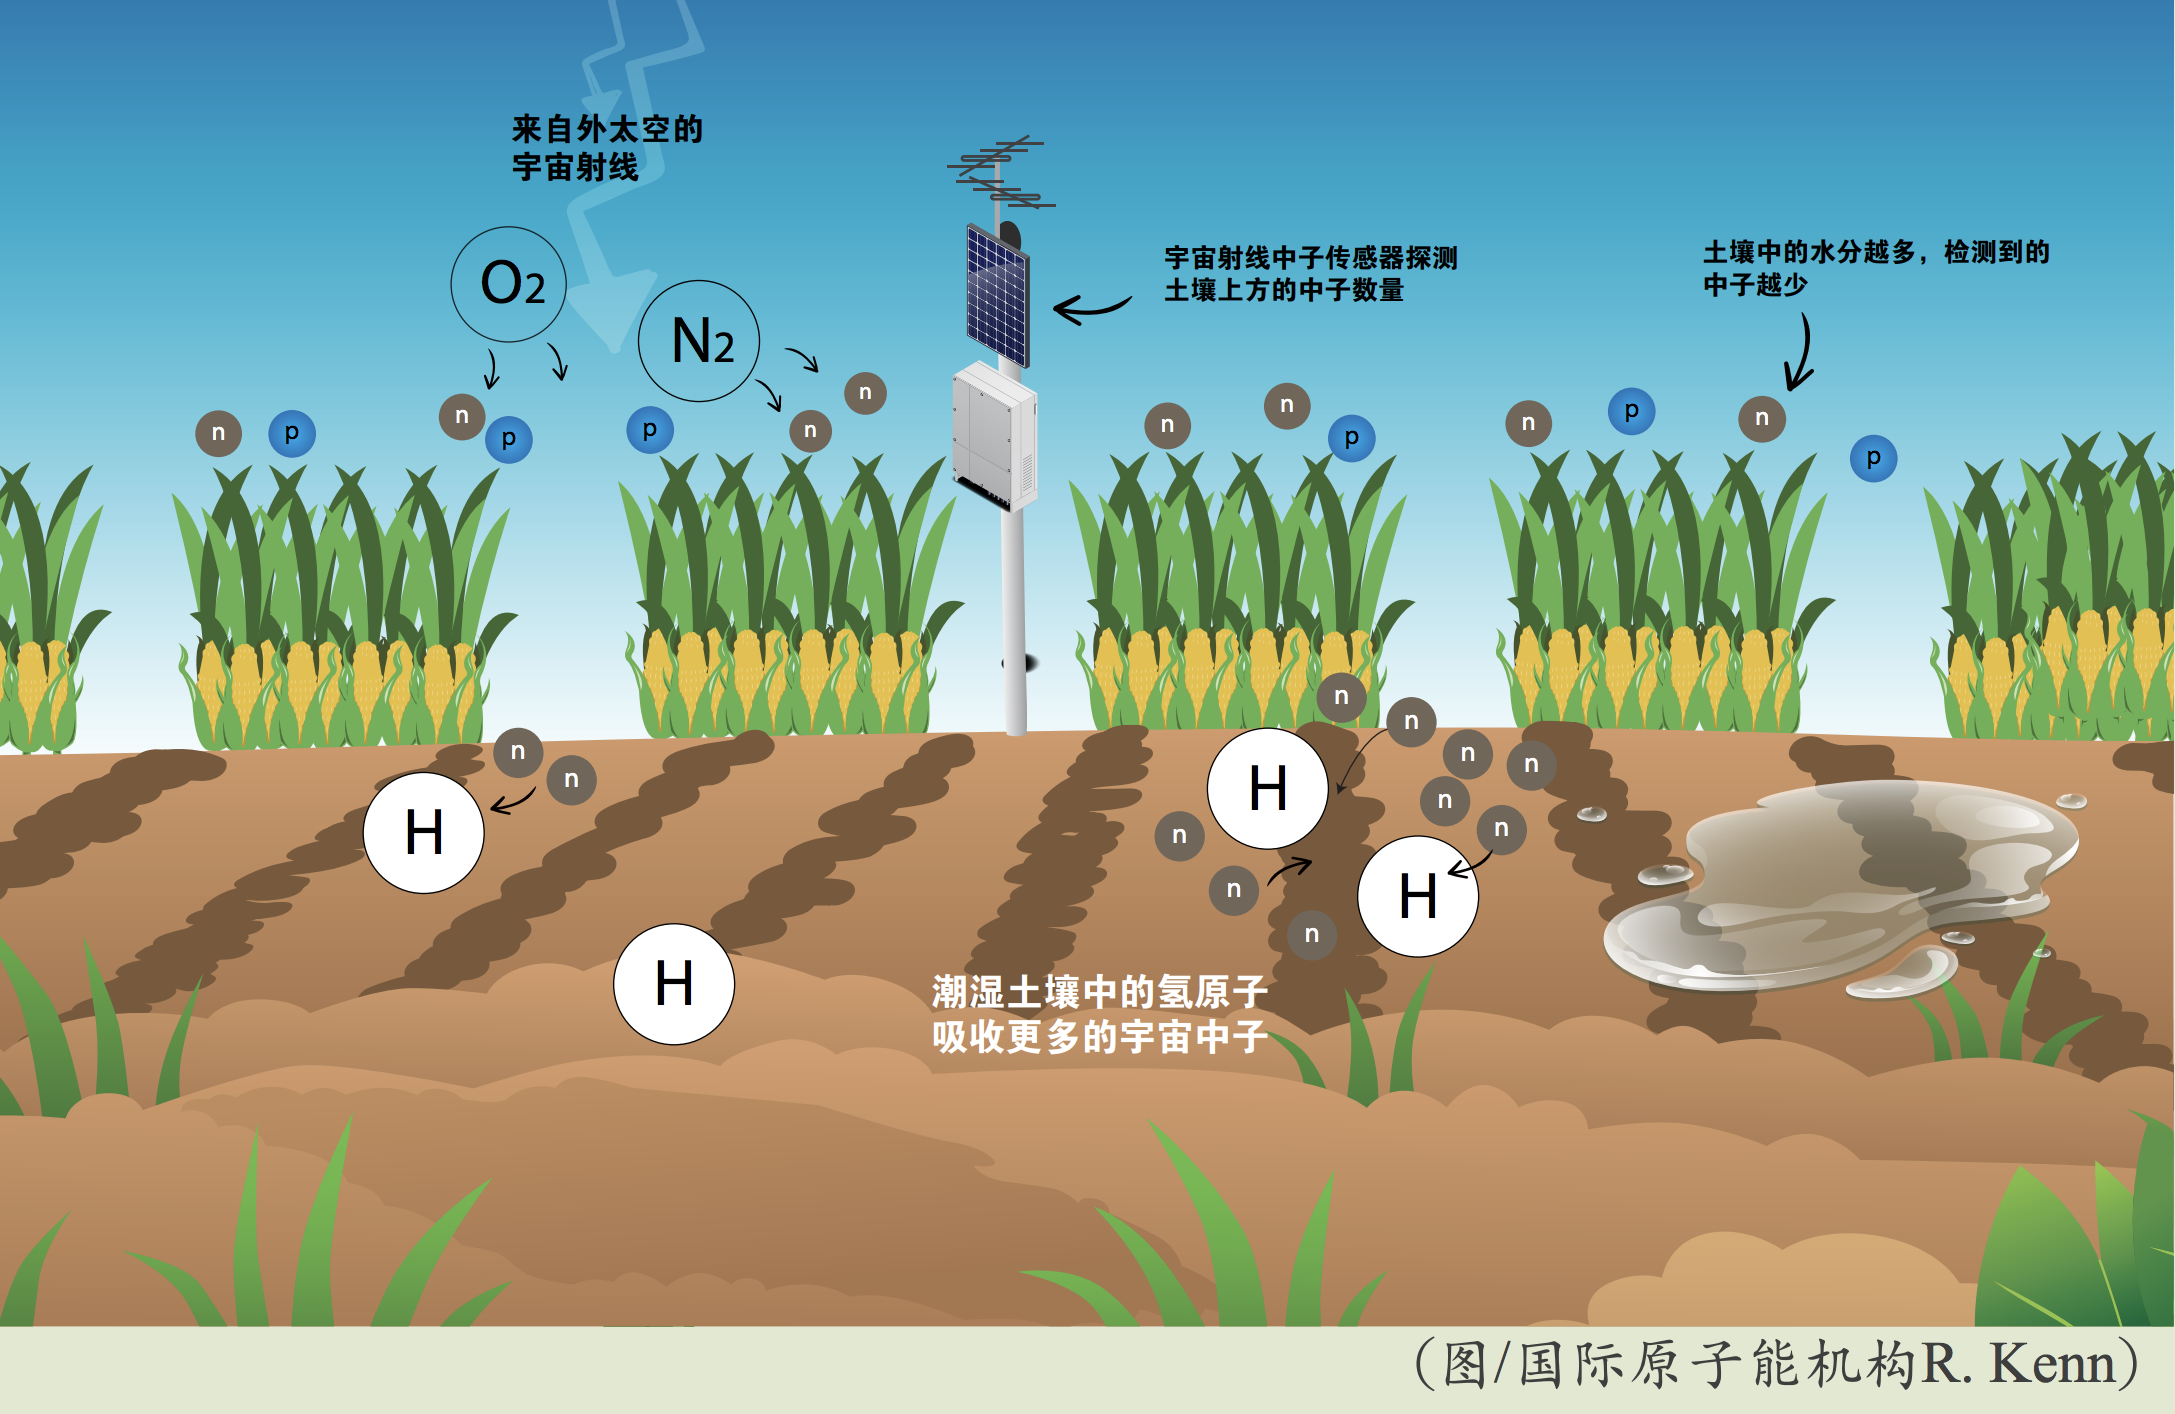 来自外太空的
宇宙射线
O2
N2
宇宙射线中子传感器探测
土壤上方的中子数量
土壤中的水分越多，检测到的
中子越少
n
n
n
p
n
p
p
n
n
n
p
n
p
n
p
n
n
H
H
n
n
n
n
n
n
n
n
n
H
H
潮湿土壤中的氢原子
吸收更多的宇宙中子
（图/国际原子能机构R. Kenn）